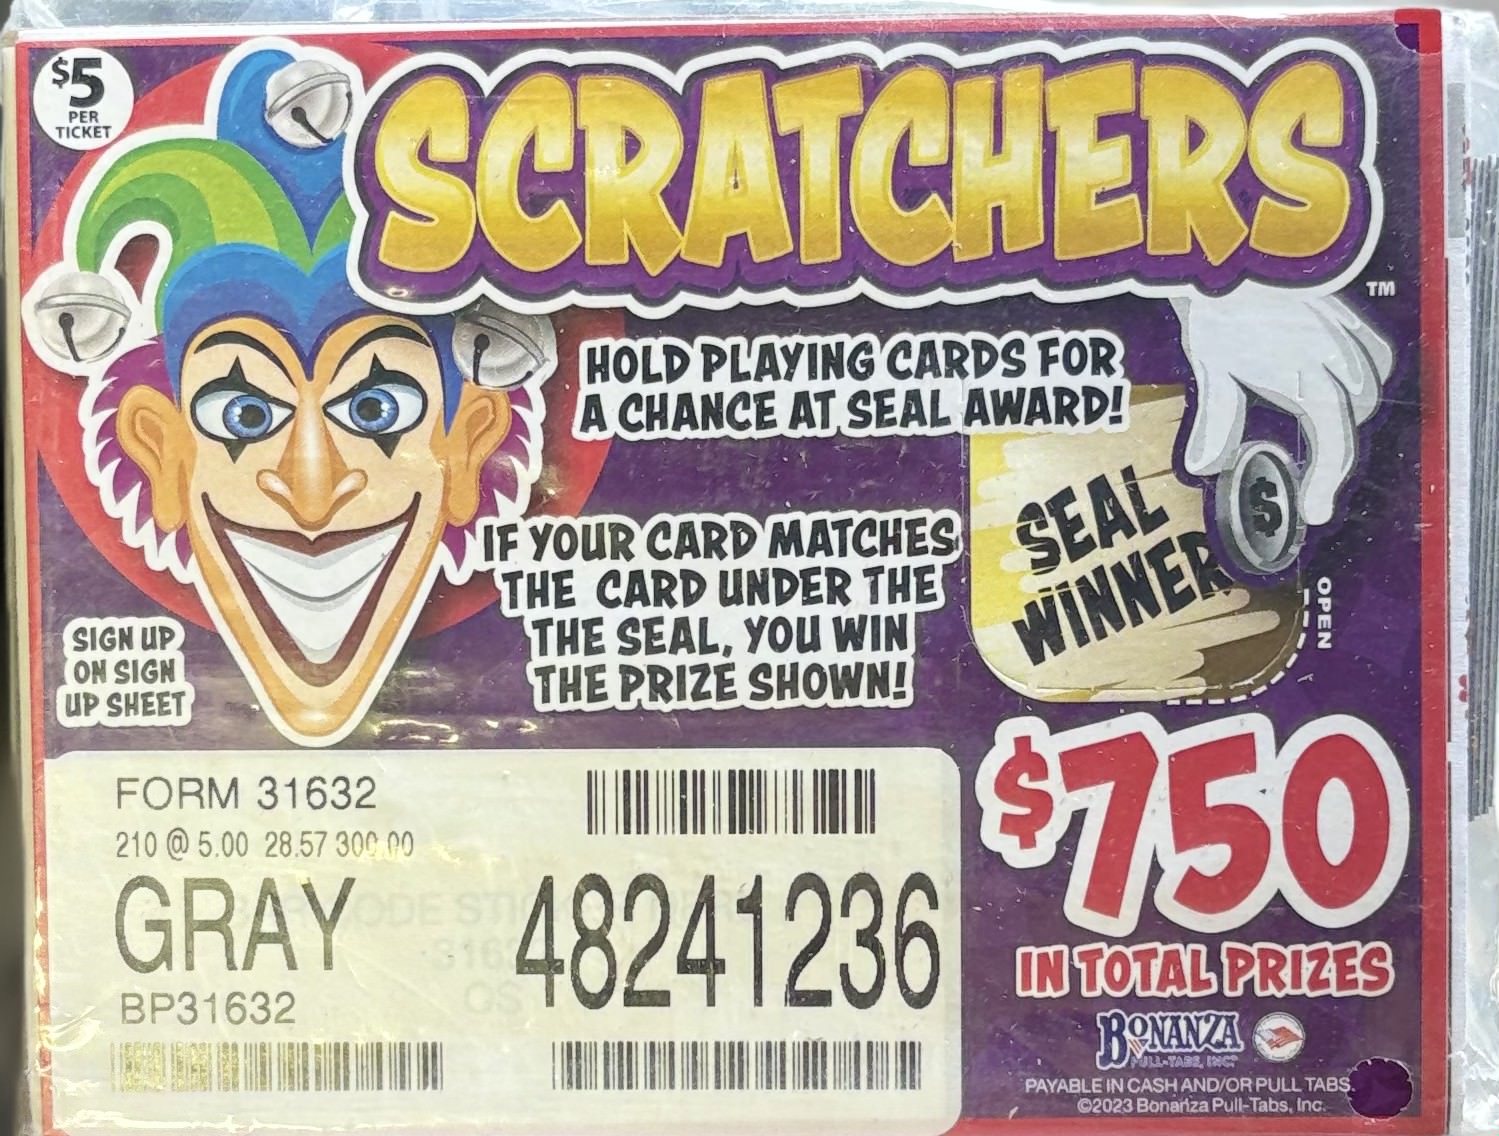 $5
PER
TICKET
SCRATCHERS
TM
HOLD PLAYING CARDS FOR
A CHANCE AT SEAL AWARD!
IF YOUR CARD MATCHES
THE CARD UNDER THE
THE SEAL, YOU WIN
THE PRIZE SHOWN!
SEAL
WINNER
$
OPEN
SIGN UP
ON SIGN
UP SHEET
FORM 31632
210 @ 5.00 28.57 300.00
GRAY
48241236
BP31632
$750
IN TOTAL PRIZES
BONANZA
PULL-TABS, INC.
PAYABLE IN CASH AND/OR PULL TABS.
©2023 Bonanza Pull-Tabs, Inc.